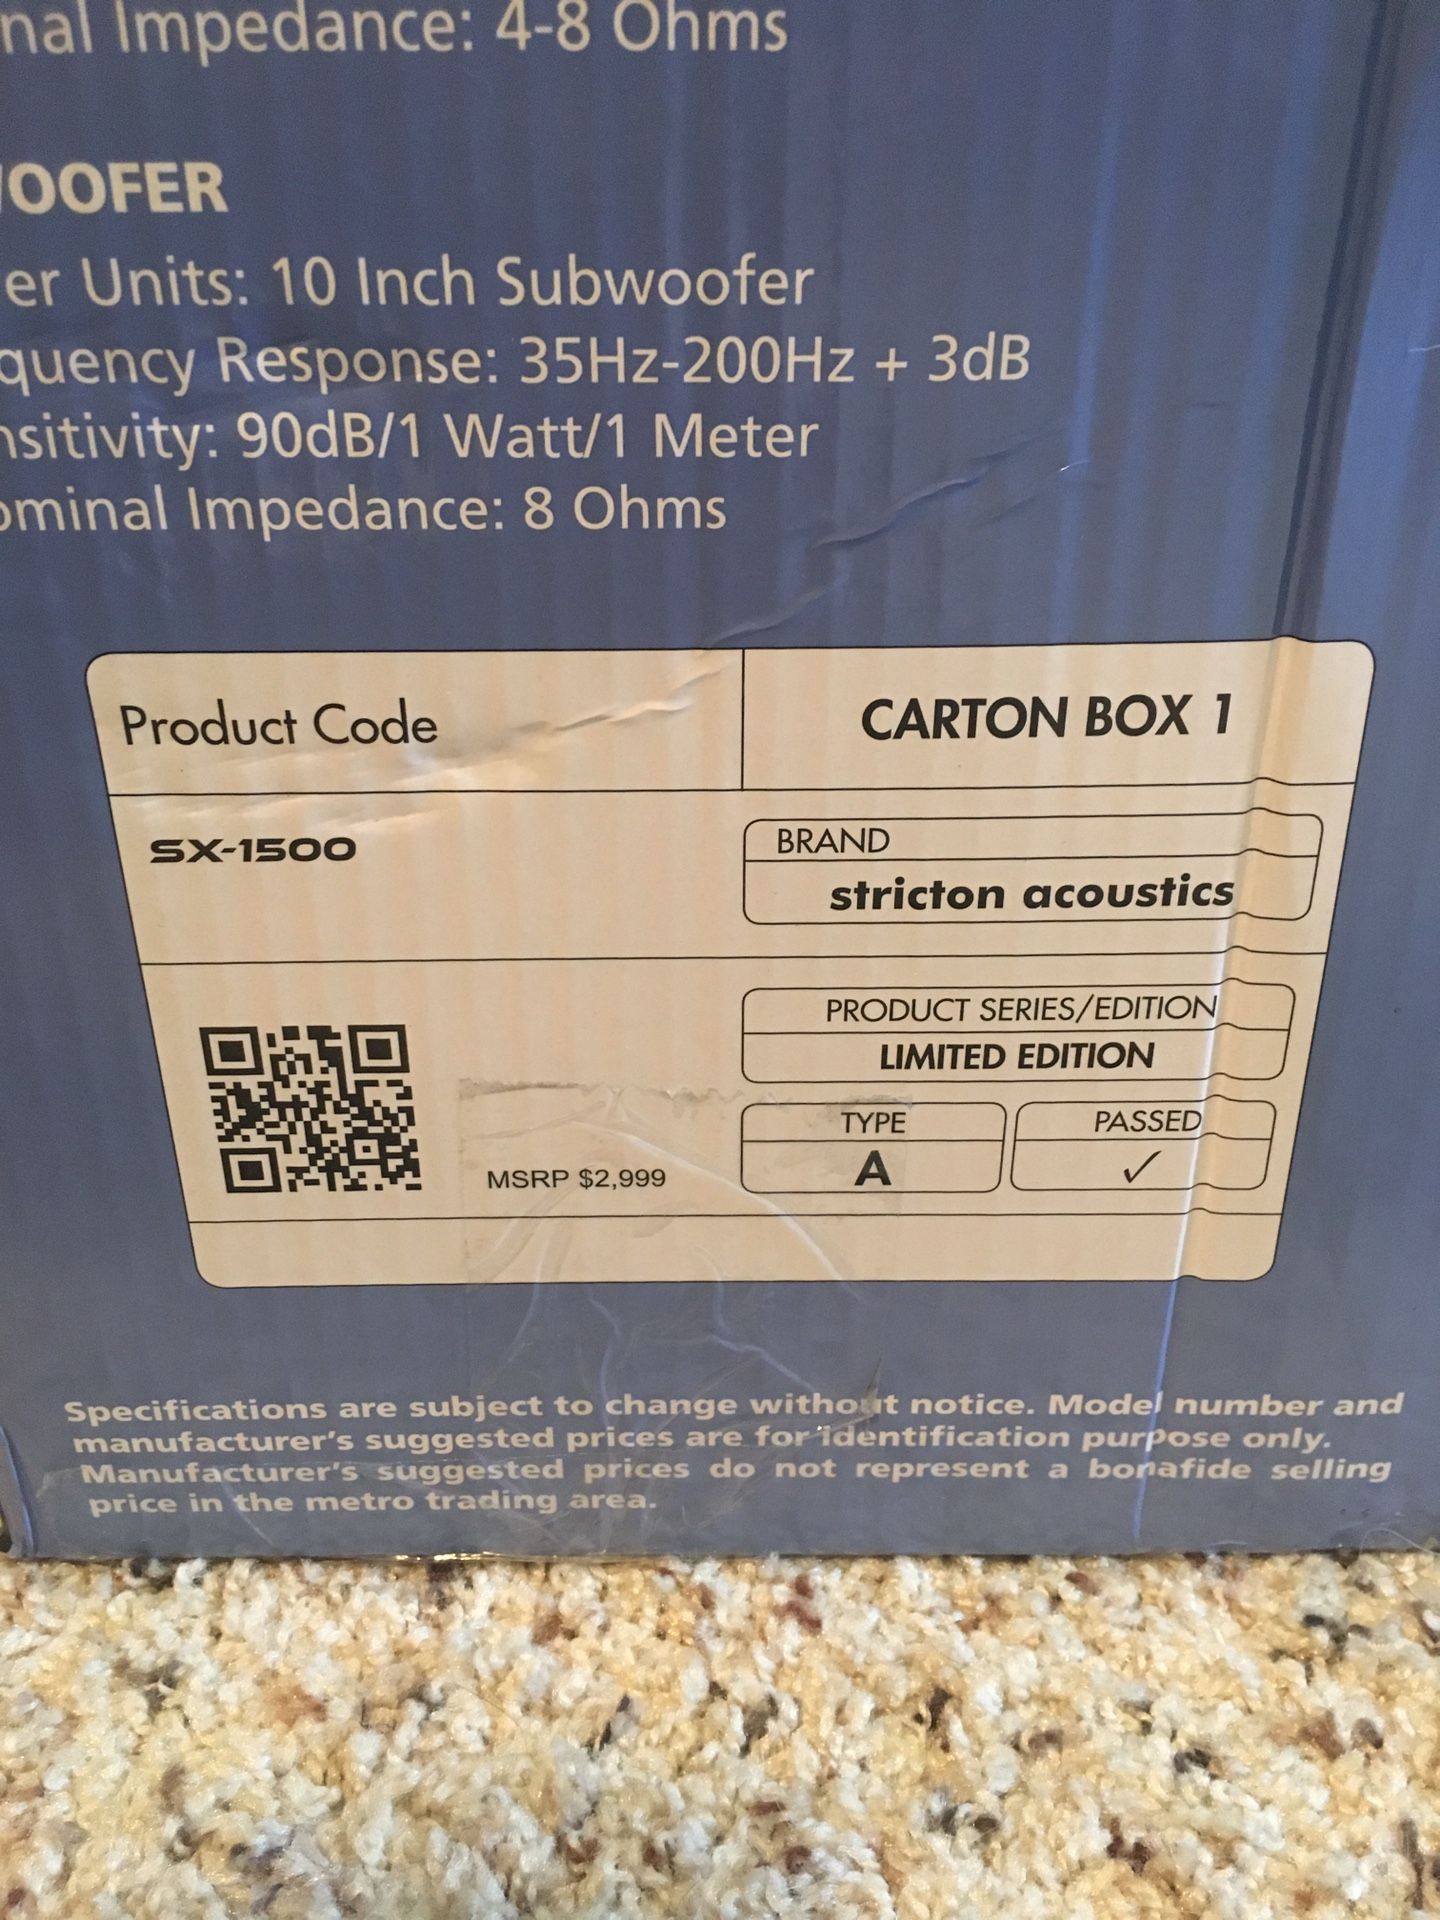 nal Impedance: 4-8 Ohms
OOFER
er Units: 10 Inch Subwoofer
quency Response: 35Hz-200Hz + 3dB
nsitivity: 90dB/1 Watt/1 Meter
ominal Impedance: 8 Ohms
Product Code
CARTON BOX 1
SX-1500
BRAND
stricton acoustics
PRODUCT SERIES/EDITION
LIMITED EDITION
TYPE
PASSED
MSRP $2,999
A
✓
Specifications are subject to change without notice. Model number and
manufacturer's suggested prices are for identification purpose only.
Manufacturer's suggested prices do not represent a bonafide selling
price in the metro trading area.